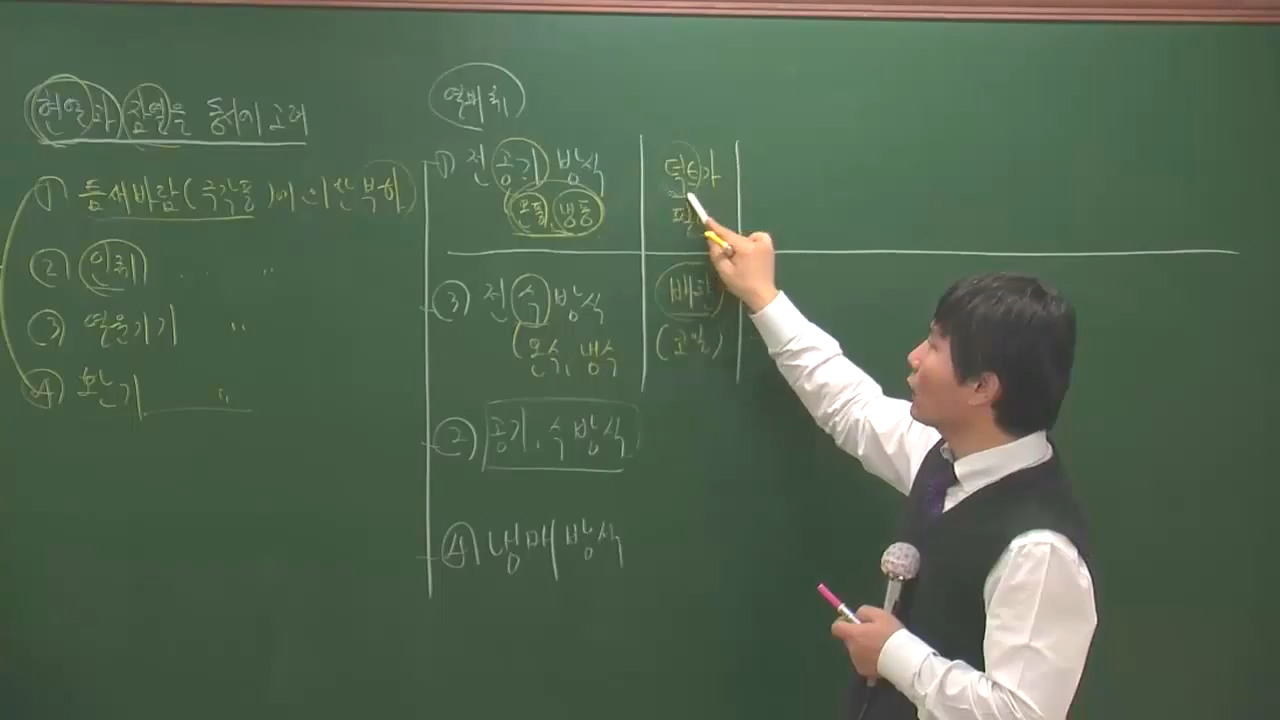 현열과 잠열을 동시에 고려
① 틈새바람(극간풍)에 의한 부하
② 인체 〃
③ 열원기기 〃
④ 환기 〃
열매체
① 전공기방식
온풍, 냉풍
덕트가
③ 전수방식
(온수, 냉수
배관
(코일)
② 공기,수방식
④ 냉매방식